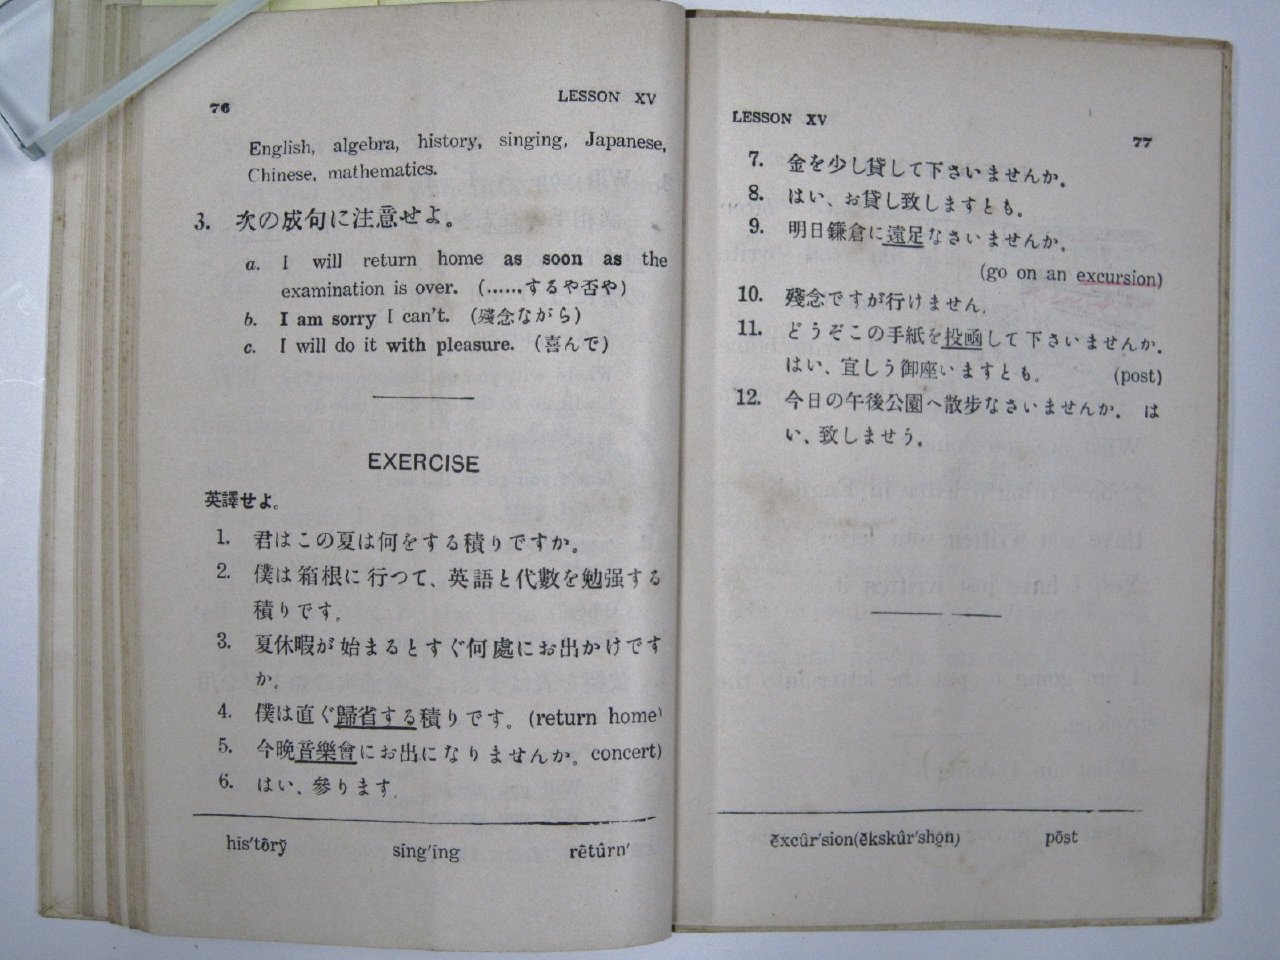 76
LESSON XV
English, algebra, history, singing, Japanese,
Chinese, mathematics.
3. 次の成句に注意せよ。
a. I will return home as soon as the
examination is over. (……するや否や)
b. I am sorry I can't. (殘念ながら)
c. I will do it with pleasure. (喜んで)
EXERCISE
英譯せよ。
1. 君はこの夏は何をする積りですか。
2. 僕は箱根に行つて、英語と代數を勉强する
積りです。
3. 夏休暇が始まるとすぐ何處にお出かけです
か。
4. 僕は直ぐ歸省する積りです。(return home)
5. 今晩音樂會にお出になりませんか。concert)
6. はい、參ります.
his′tŏry̆ sing′ing rētûrn′
LESSON XV
77
7. 金を少し貸して下さいませんか.
8. はい、お貸し致しますとも。
9. 明日鎌倉に遠足なさいませんか.
(go on an excursion)
10. 殘念ですが行けません.
11. どうぞこの手紙を投凾して下さいませんか.
はい、宜しう御座いますとも。 (post)
12. 今日の午後公園へ散步なさいませんか. は
い、致しませう.
ĕxcûr′sion(ĕkskûr′shọn) pōst